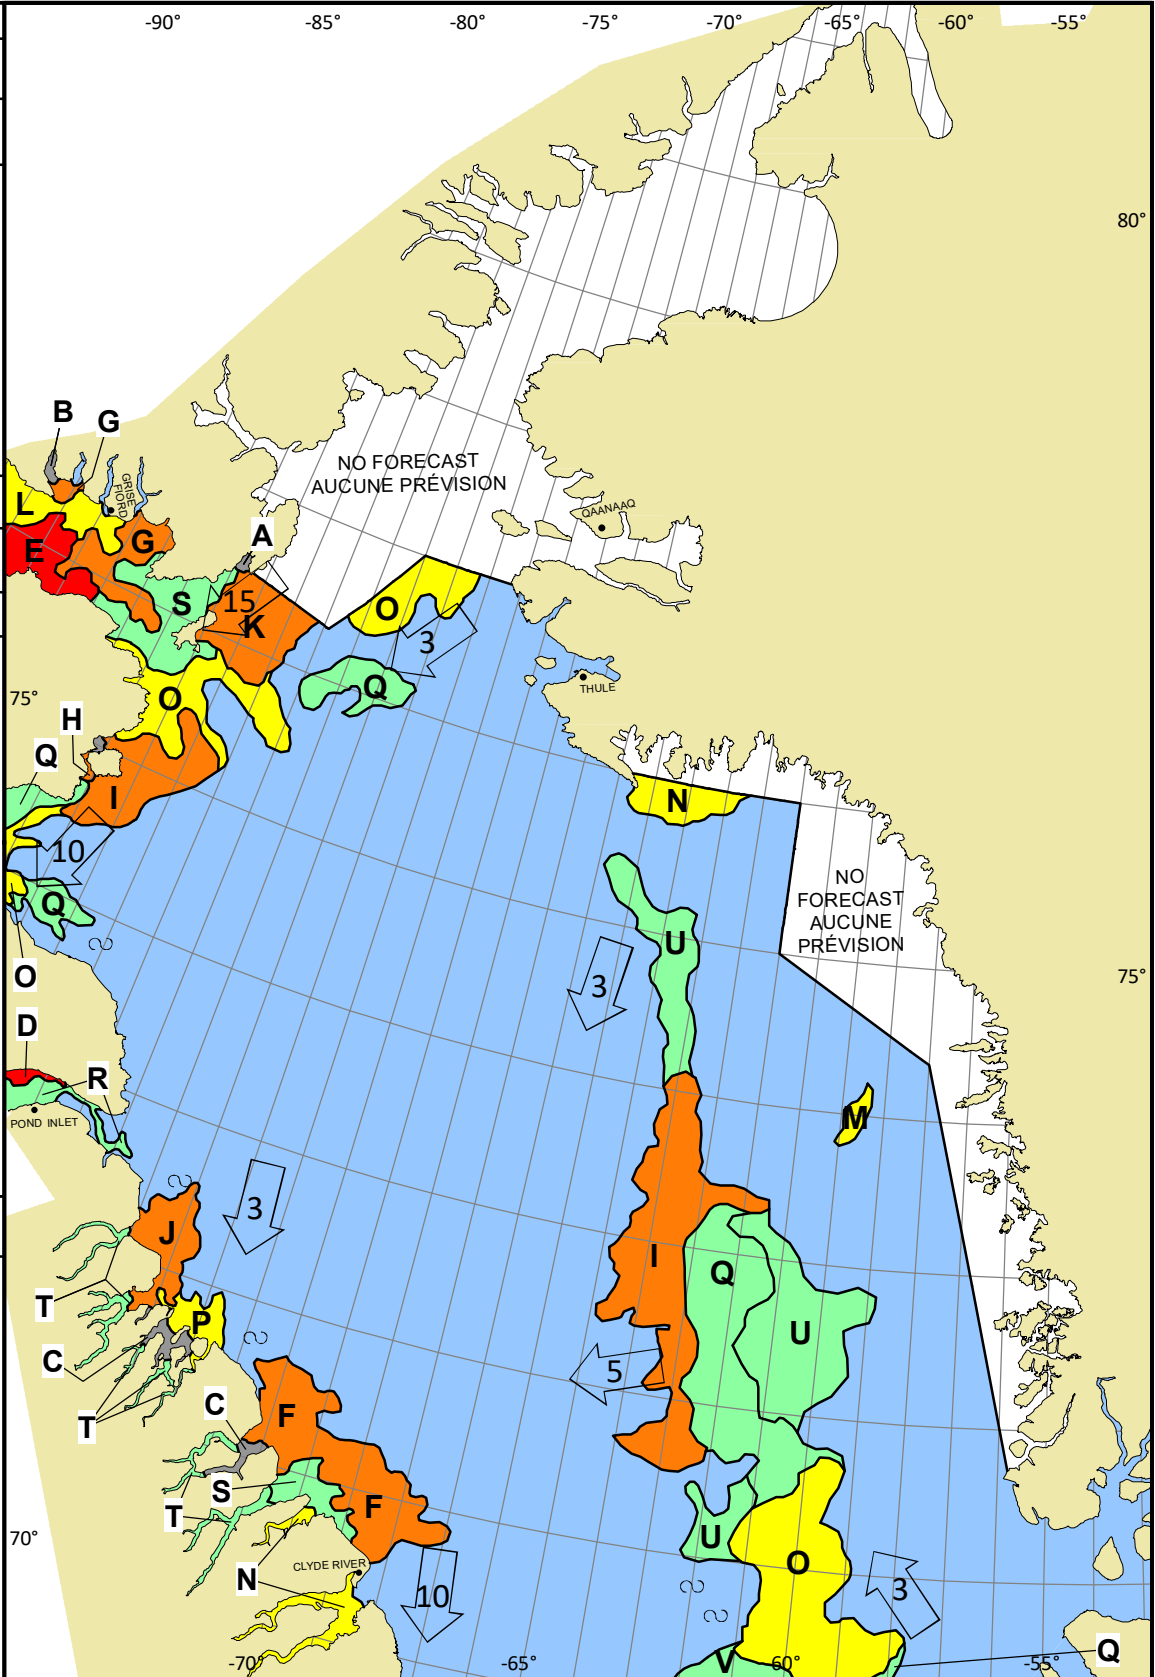 -90°
-85°
-80°
-75°
-70°
-65°
-60°
-55°
80°
B
G
NO FORECAST
AUCUNE PRÉVISION
GRISE
FIORD
L
QAANAAQ
A
G
E
15
S
K
O
3
Q
THULE
75°
O
H
Q
I
N
10
NO
FORECAST
AUCUNE
PRÉVISION
Q
U
O
75°
3
D
R
M
POND INLET
3
J
I
Q
T
P
U
C
5
C
F
T
S
F
T
70°
U
O
CLYDE RIVER
N
10
3
Q
-70°
-65°
V
-60°
-55°